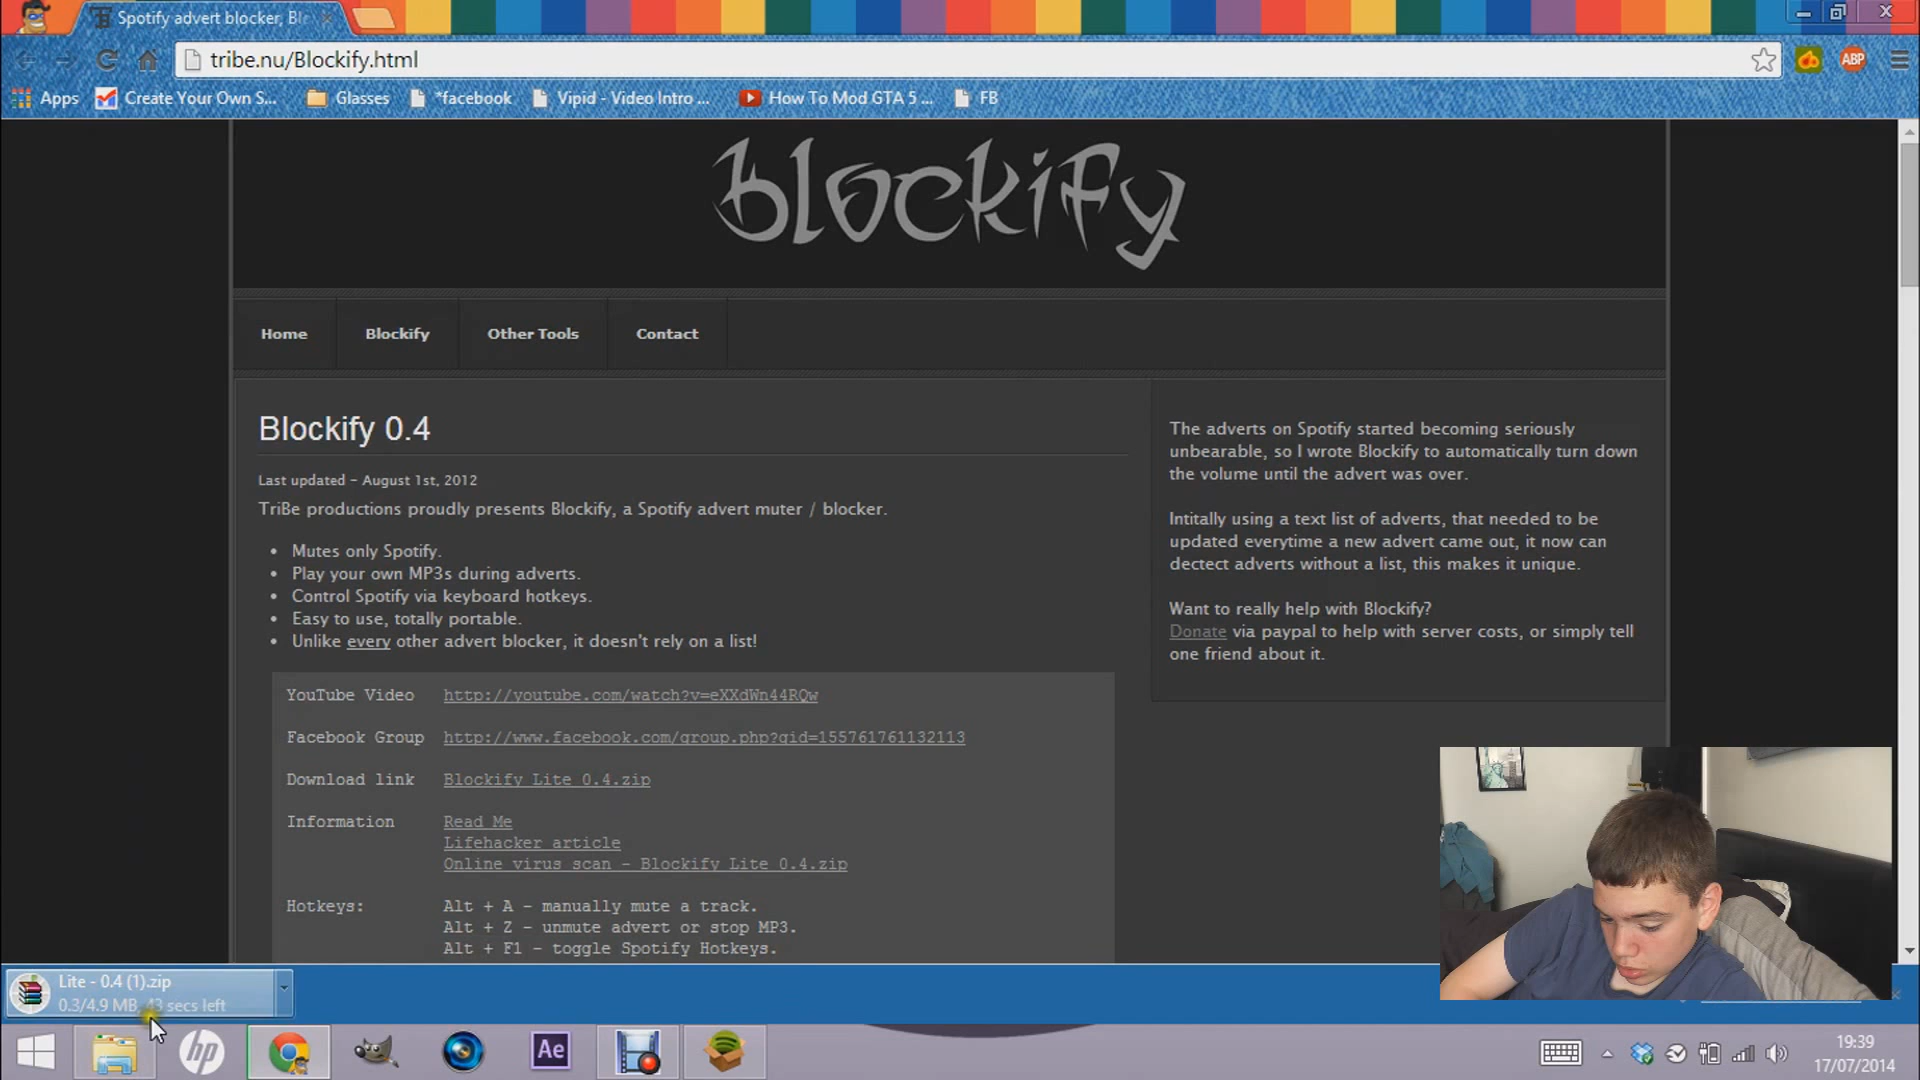 Spotify advert blocker, Bl
tribe.nu/Blockify.html
ABP
Apps
Create Your Own S...
Glasses
*facebook
Vipid - Video Intro ...
How To Mod GTA 5 ...
FB
blockify
Home
Blockify
Other Tools
Contact
Blockify 0.4
Last updated - August 1st, 2012
TriBe productions proudly presents Blockify, a Spotify advert muter / blocker.
• Mutes only Spotify.
• Play your own MP3s during adverts.
• Control Spotify via keyboard hotkeys.
• Easy to use, totally portable.
• Unlike every other advert blocker, it doesn't rely on a list!
YouTube Video http://youtube.com/watch?v=eXXdWn44RQw
Facebook Group http://www.facebook.com/group.php?gid=155761761132113
Download link Blockify Lite 0.4.zip
Information Read Me
Lifehacker article
Online virus scan - Blockify Lite 0.4.zip
Hotkeys: Alt + A - manually mute a track.
Alt + Z - unmute advert or stop MP3.
Alt + F1 - toggle Spotify Hotkeys.
The adverts on Spotify started becoming seriously
unbearable, so I wrote Blockify to automatically turn down
the volume until the advert was over.
Intitally using a text list of adverts, that needed to be
updated everytime a new advert came out, it now can
dectect adverts without a list, this makes it unique.
Want to really help with Blockify?
Donate via paypal to help with server costs, or simply tell
one friend about it.
Lite - 0.4 (1).zip
0.3/4.9 MB, 43 secs left
hp
Ae
19:39
17/07/2014